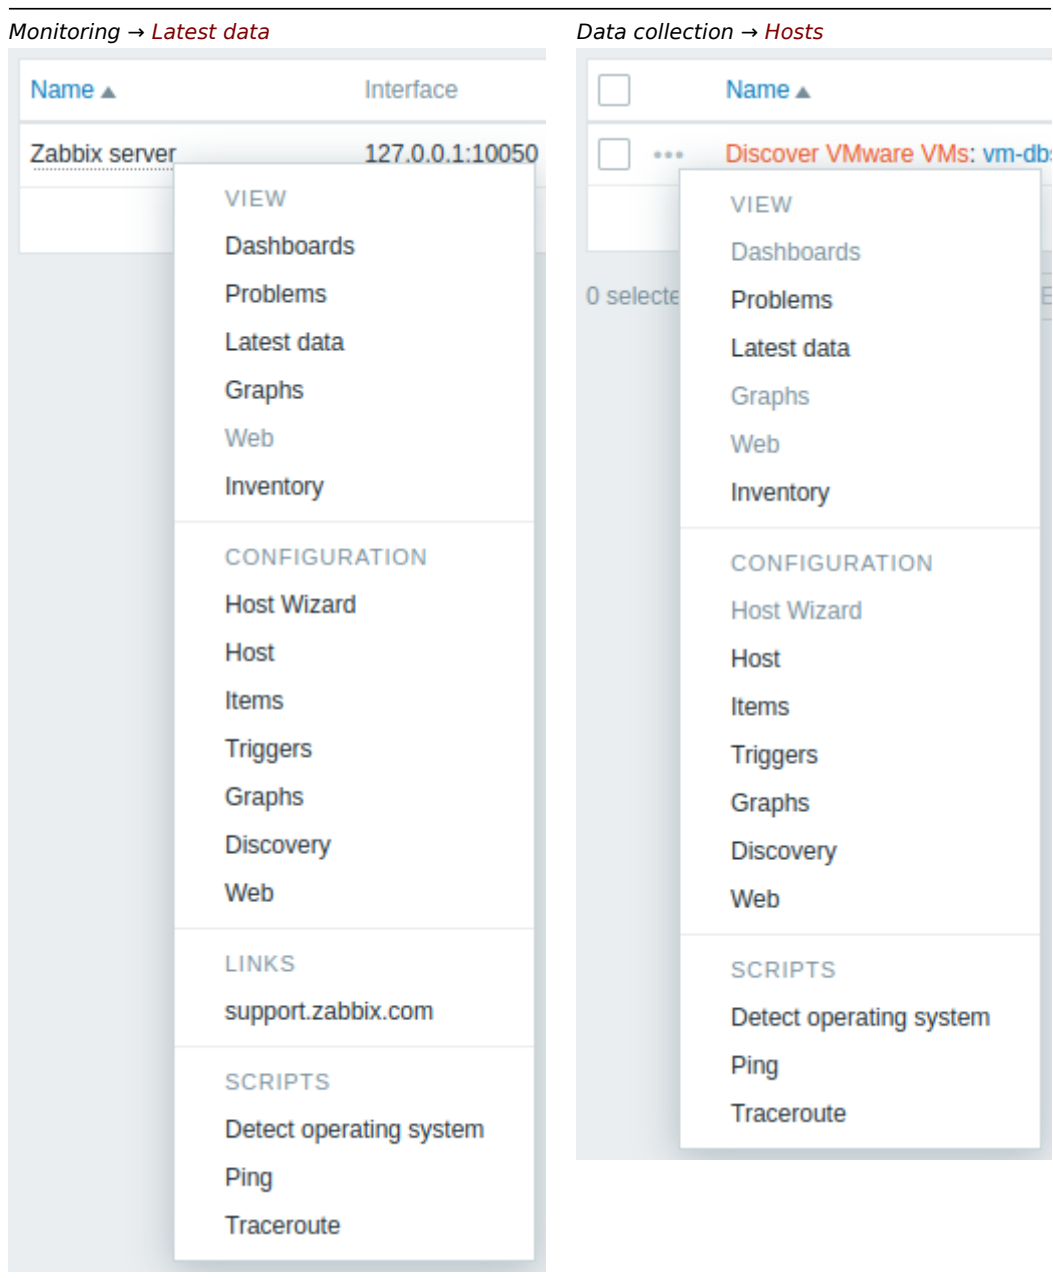 Monitoring → Latest data
Name ▲ Interface
Zabbix server 127.0.0.1:10050
VIEW
Dashboards
Problems
Latest data
Graphs
Web
Inventory
CONFIGURATION
Host Wizard
Host
Items
Triggers
Graphs
Discovery
Web
LINKS
support.zabbix.com
SCRIPTS
Detect operating system
Ping
Traceroute
Data collection → Hosts
Name ▲
Discover VMware VMs: vm-db
0 selecte
VIEW
Dashboards
Problems
Latest data
Graphs
Web
Inventory
CONFIGURATION
Host Wizard
Host
Items
Triggers
Graphs
Discovery
Web
SCRIPTS
Detect operating system
Ping
Traceroute